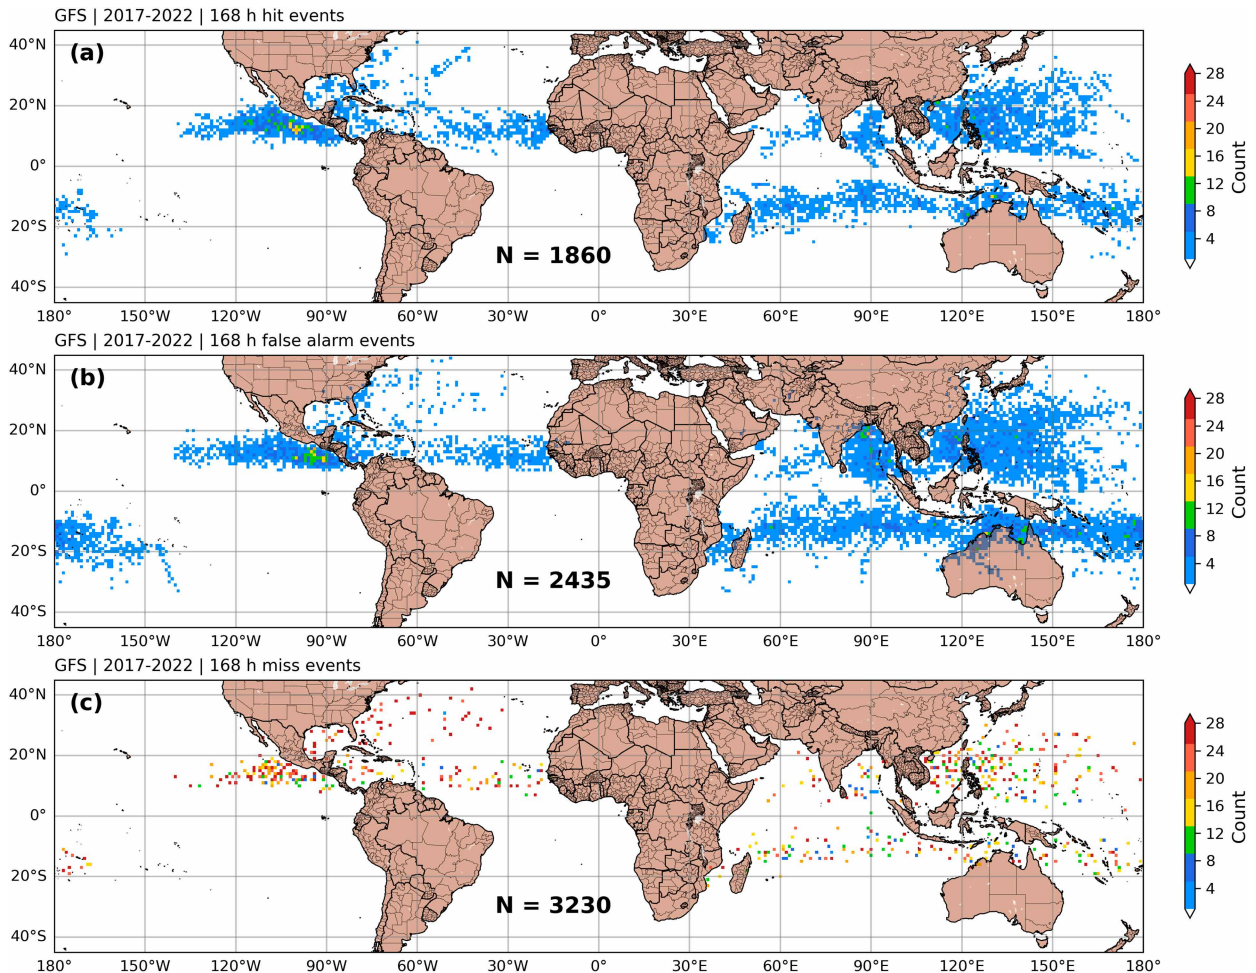 GFS | 2017-2022 | 168 h hit events
(a)
40°N
20°N
0°
20°S
40°S
N = 1860
180° 150°W 120°W 90°W 60°W 30°W 0° 30°E 60°E 90°E 120°E 150°E 180°
28
24
20
16
12
8
4
Count
GFS | 2017-2022 | 168 h false alarm events
(b)
40°N
20°N
0°
20°S
40°S
N = 2435
180° 150°W 120°W 90°W 60°W 30°W 0° 30°E 60°E 90°E 120°E 150°E 180°
28
24
20
16
12
8
4
Count
GFS | 2017-2022 | 168 h miss events
(c)
40°N
20°N
0°
20°S
40°S
N = 3230
180° 150°W 120°W 90°W 60°W 30°W 0° 30°E 60°E 90°E 120°E 150°E 180°
28
24
20
16
12
8
4
Count